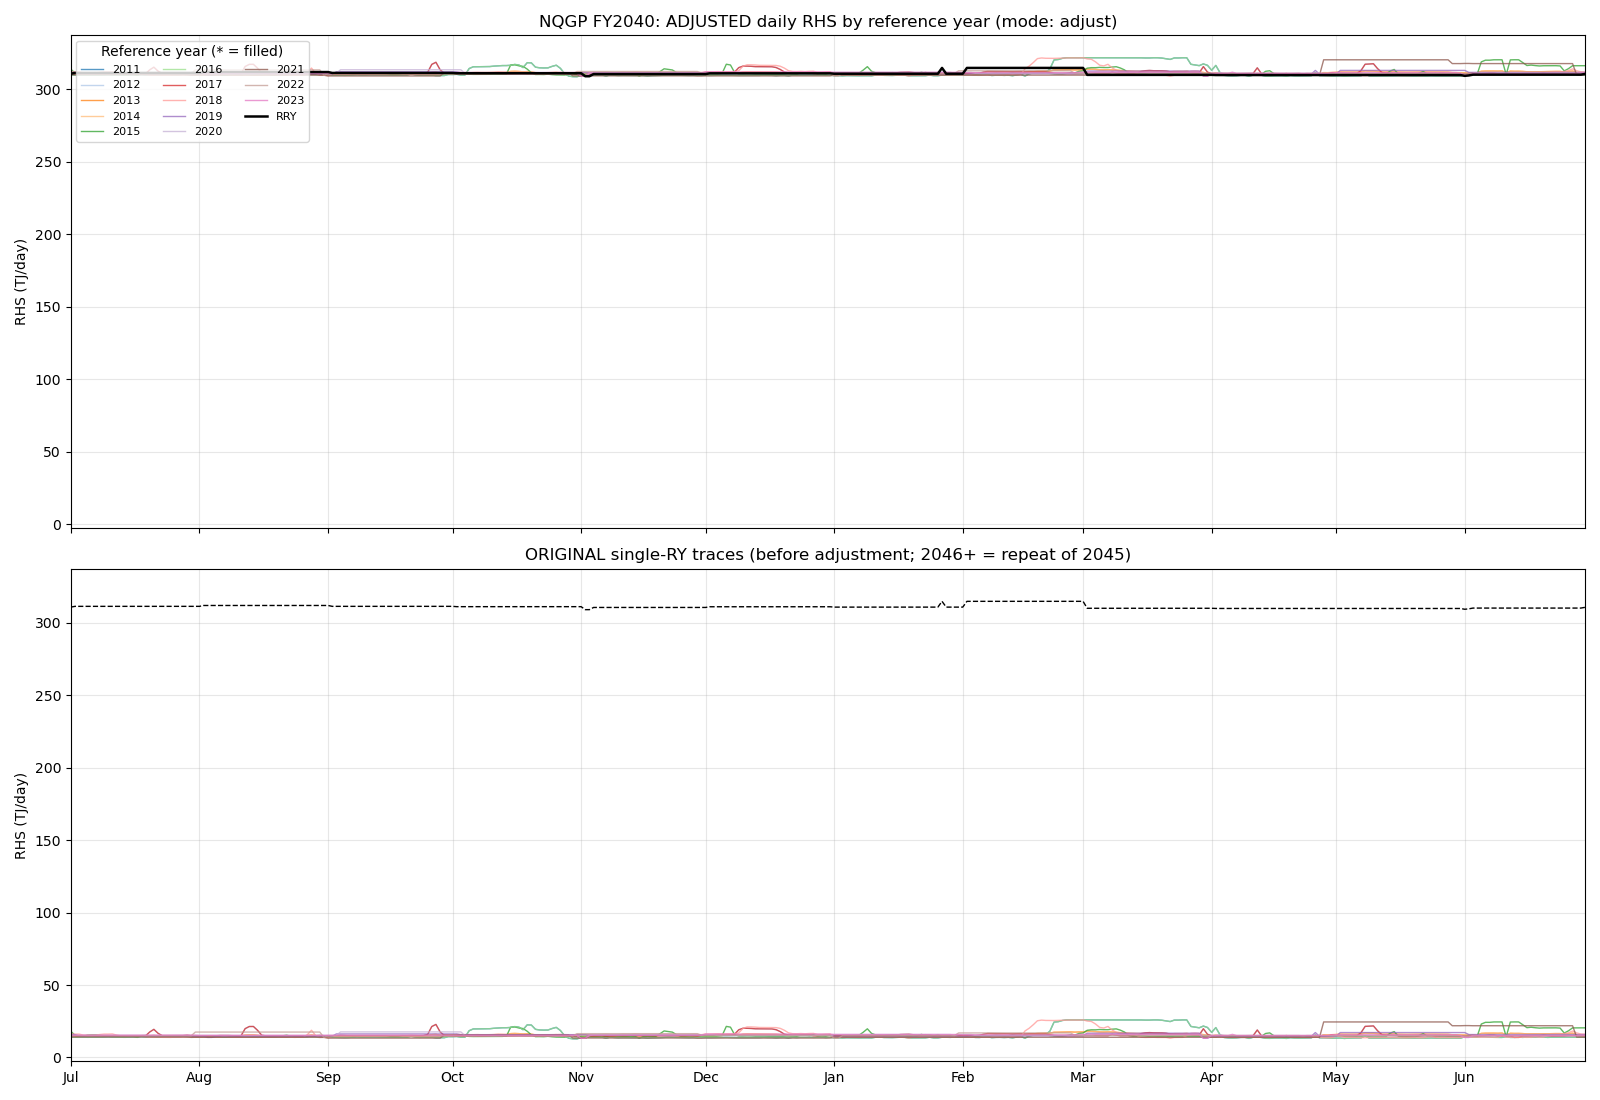 NQGP FY2040: ADJUSTED daily RHS by reference year (mode: adjust)
Reference year (* = filled)
2011 2016 2021
2012 2017 2022
2013 2018 2023
2014 2019 RRY
2015 2020
RHS (TJ/day)
300
250
200
150
100
50
0
ORIGINAL single-RY traces (before adjustment; 2046+ = repeat of 2045)
RHS (TJ/day)
300
250
200
150
100
50
0
Jul Aug Sep Oct Nov Dec Jan Feb Mar Apr May Jun